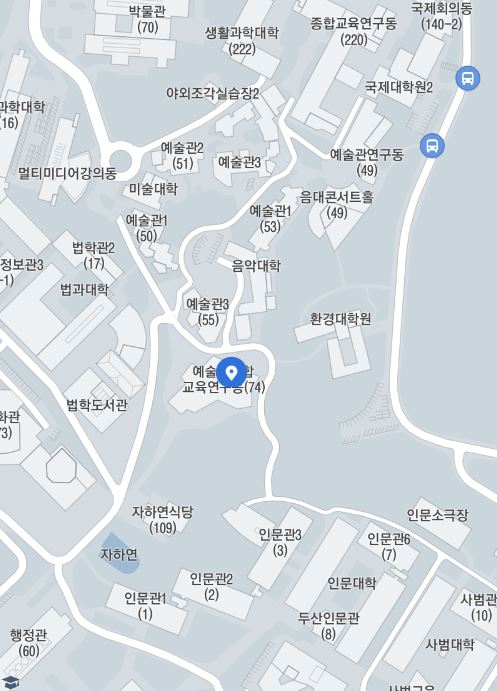 박물관
(70)
생활과학대학
(222)
종합교육연구동
(220)
국제회의동
(140-2)
국제대학원2
야외조각실습장2
과학대학
(16)
멀티미디어강의동
예술관2
(51)
예술관3
예술관연구동
(49)
미술대학
음대콘서트홀
(49)
예술관1
(50)
예술관1
(53)
법학관2
(17)
정보관3
-1)
법과대학
음악대학
예술관3
(55)
환경대학원
예술
합
교육연구동(74)
법학도서관
화관
73)
자하연식당
(109)
자하연
인문관3
(3)
인문소극장
인문관6
(7)
인문관2
(2)
인문관1
(1)
인문대학
두산인문관
(8)
사범관
(10)
사범대학
행정관
(60)